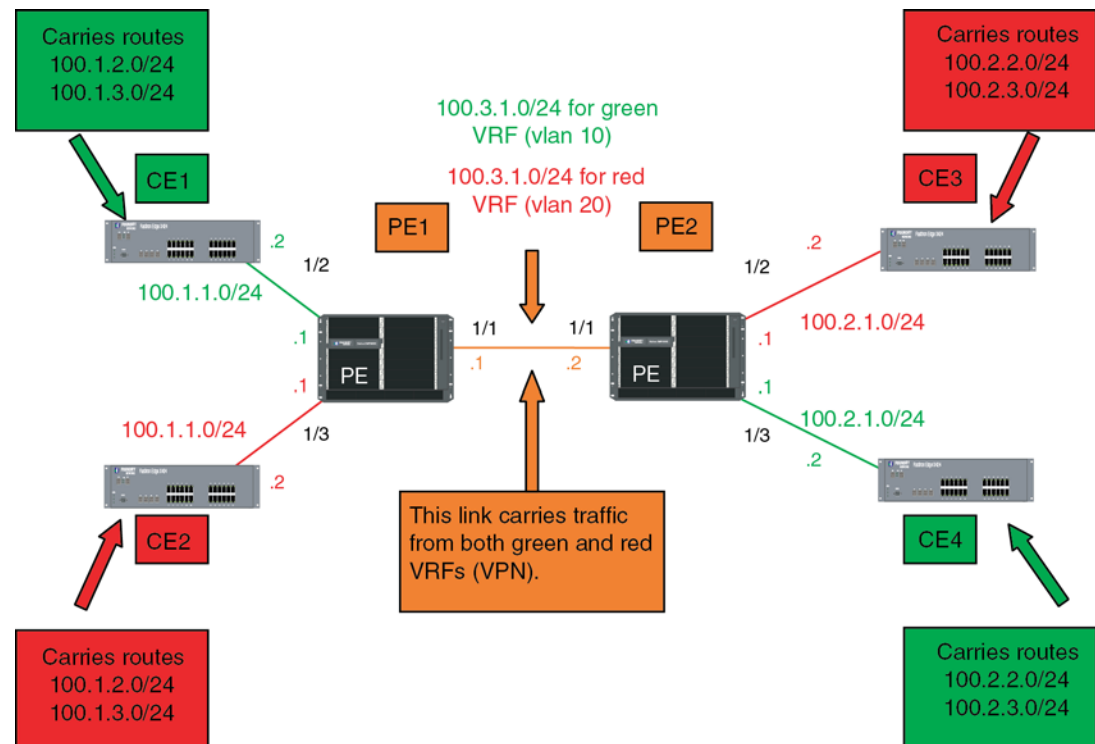 Carries routes
100.1.2.0/24
100.1.3.0/24
Carries routes
100.2.2.0/24
100.2.3.0/24
100.3.1.0/24 for green
VRF (vlan 10)
100.3.1.0/24 for red
VRF (vlan 20)
CE1
CE3
PE1
PE2
.2
1/2
100.1.1.0/24
.1
1/2
.2
100.2.1.0/24
.1
1/1
1/1
PE
.1
.2
PE
.1
.1
100.1.1.0/24
1/3
.2
100.2.1.0/24
1/3
.2
CE2
This link carries traffic
from both green and red
VRFs (VPN).
CE4
Carries routes
100.1.2.0/24
100.1.3.0/24
Carries routes
100.2.2.0/24
100.2.3.0/24